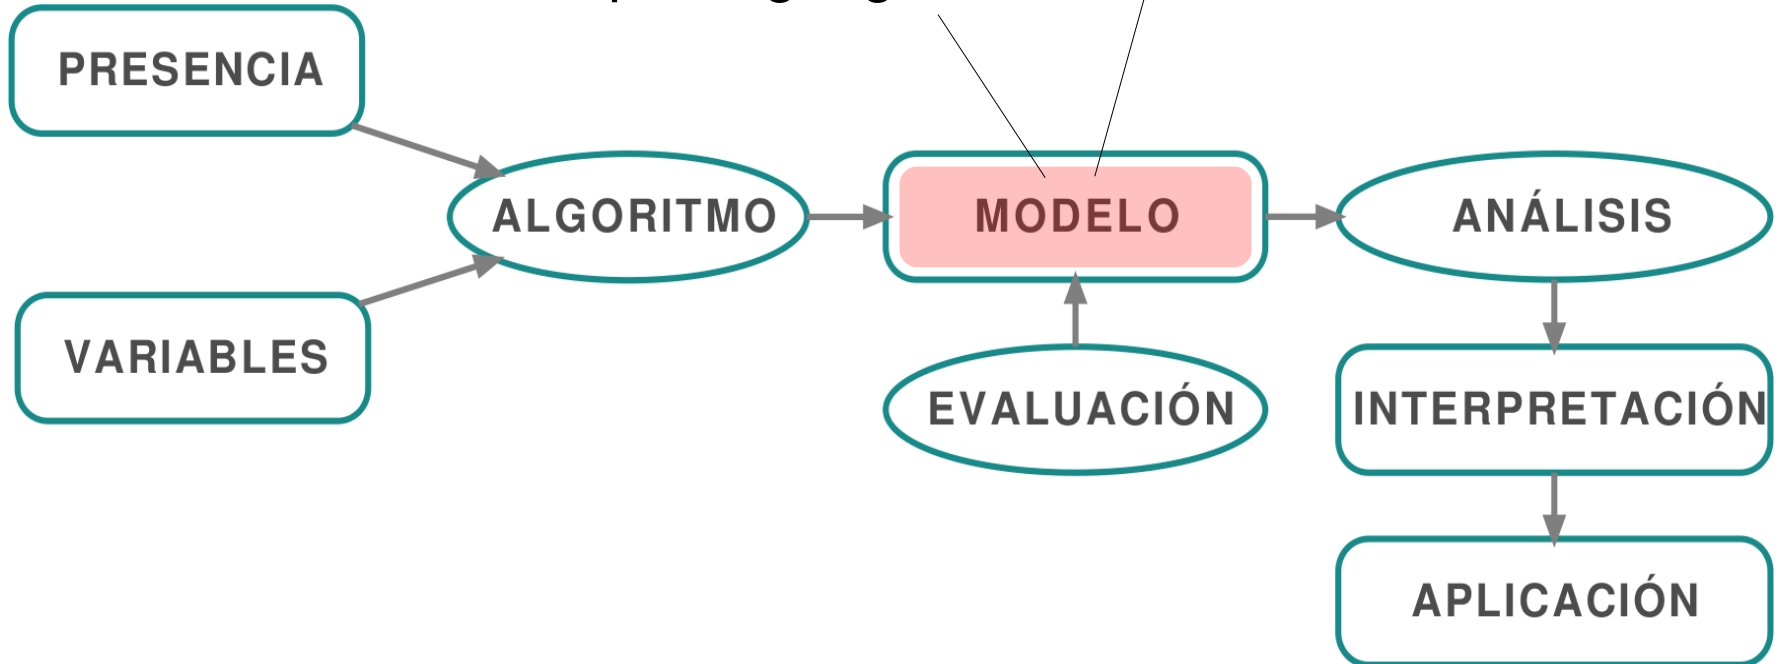 PRESENCIA
ALGORITMO
MODELO
ANÁLISIS
VARIABLES
EVALUACIÓN
INTERPRETACIÓN
APLICACIÓN